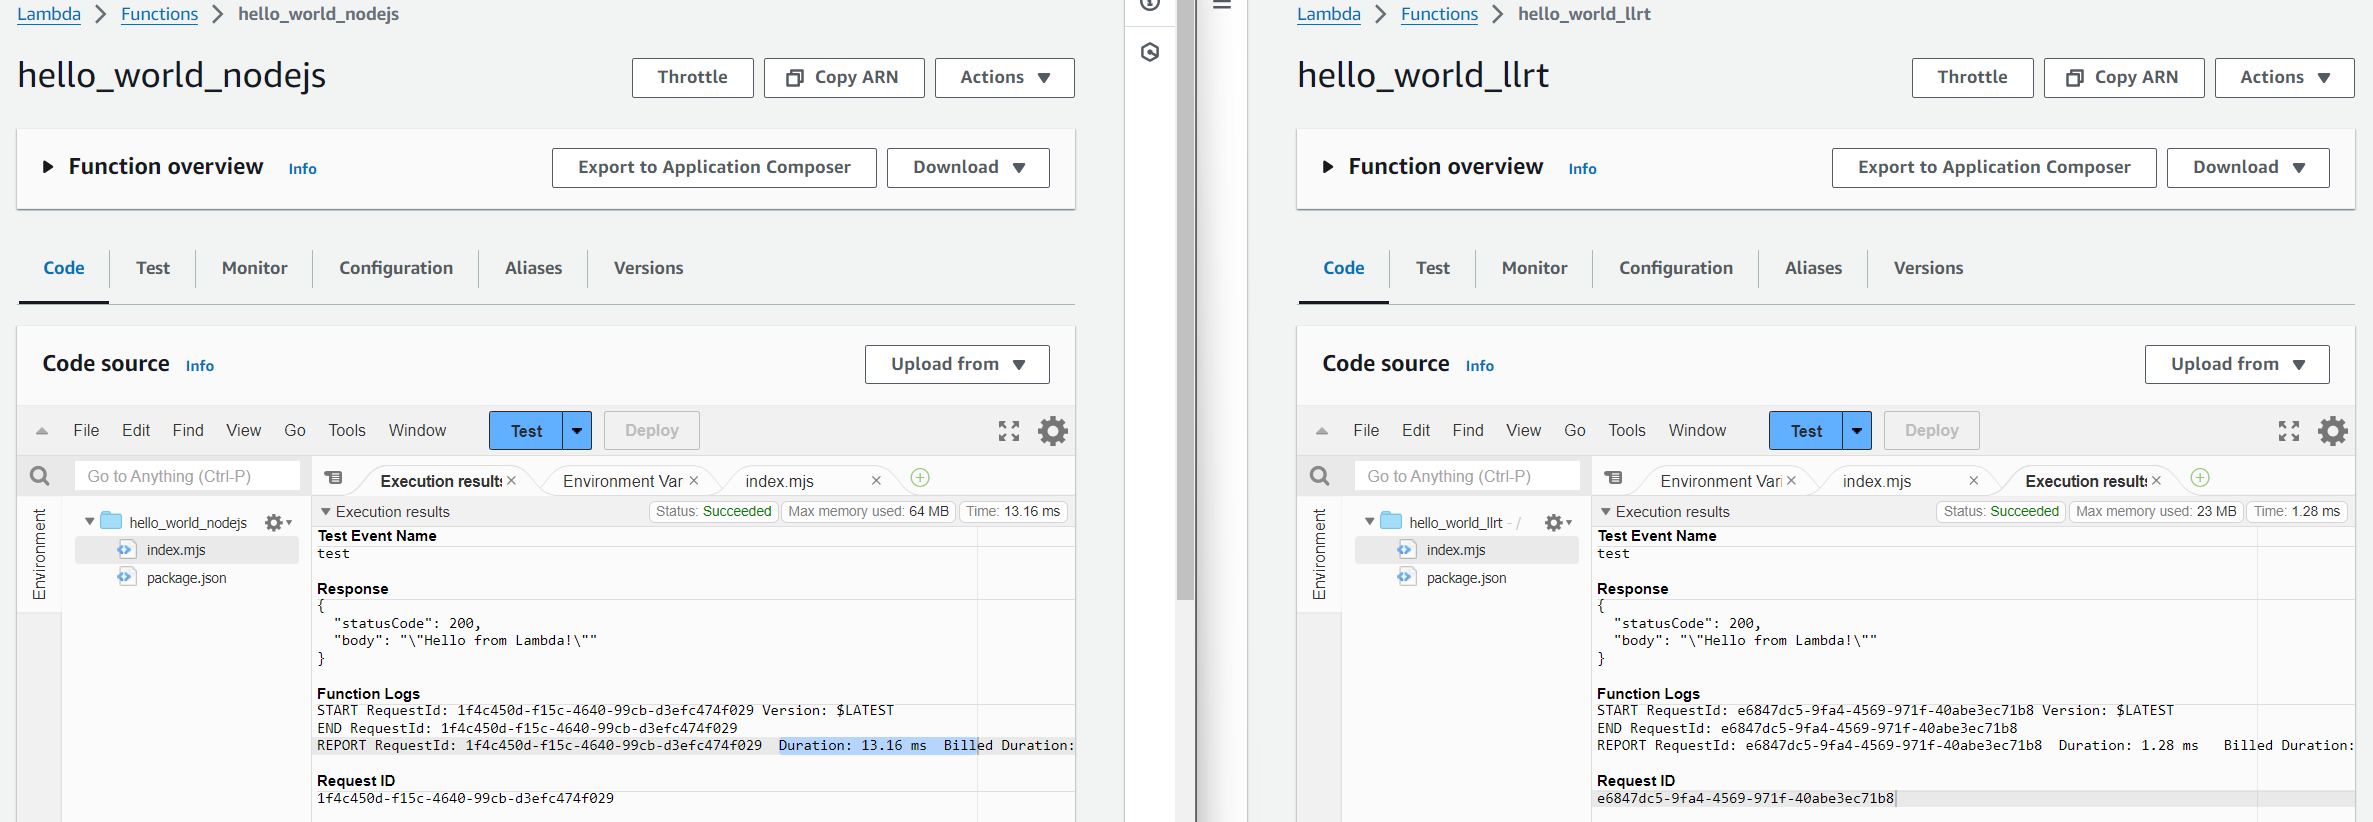 Lambda > Functions > hello_world_nodejs
hello_world_nodejs
Throttle
Copy ARN
Actions
Function overview Info
Export to Application Composer
Download
Code
Test
Monitor
Configuration
Aliases
Versions
Code source Info
Upload from
File Edit Find View Go Tools Window
Test
Deploy
Go to Anything (Ctrl-P)
Execution results
Environment Var
index.mjs
Environment
hello_world_nodejs
index.mjs
package.json
Execution results
Status: Succeeded
Max memory used: 64 MB
Time: 13.16 ms
Test Event Name
test
Response
{
"statusCode": 200,
"body": "\"Hello from Lambda!\""
}
Function Logs
START RequestId: 1f4c450d-f15c-4640-99cb-d3efc474f029 Version: $LATEST
END RequestId: 1f4c450d-f15c-4640-99cb-d3efc474f029
REPORT RequestId: 1f4c450d-f15c-4640-99cb-d3efc474f029 Duration: 13.16 ms Billed Duration:
Request ID
1f4c450d-f15c-4640-99cb-d3efc474f029
Lambda > Functions > hello_world_llrt
hello_world_llrt
Throttle
Copy ARN
Actions
Function overview Info
Export to Application Composer
Download
Code
Test
Monitor
Configuration
Aliases
Versions
Code source Info
Upload from
File Edit Find View Go Tools Window
Test
Deploy
Go to Anything (Ctrl-P)
Environment Var
index.mjs
Execution results
Environment
hello_world_llrt - /
index.mjs
package.json
Execution results
Status: Succeeded
Max memory used: 23 MB
Time: 1.28 ms
Test Event Name
test
Response
{
"statusCode": 200,
"body": "\"Hello from Lambda!\""
}
Function Logs
START RequestId: e6847dc5-9fa4-4569-971f-40abe3ec71b8 Version: $LATEST
END RequestId: e6847dc5-9fa4-4569-971f-40abe3ec71b8
REPORT RequestId: e6847dc5-9fa4-4569-971f-40abe3ec71b8 Duration: 1.28 ms Billed Duration:
Request ID
e6847dc5-9fa4-4569-971f-40abe3ec71b8